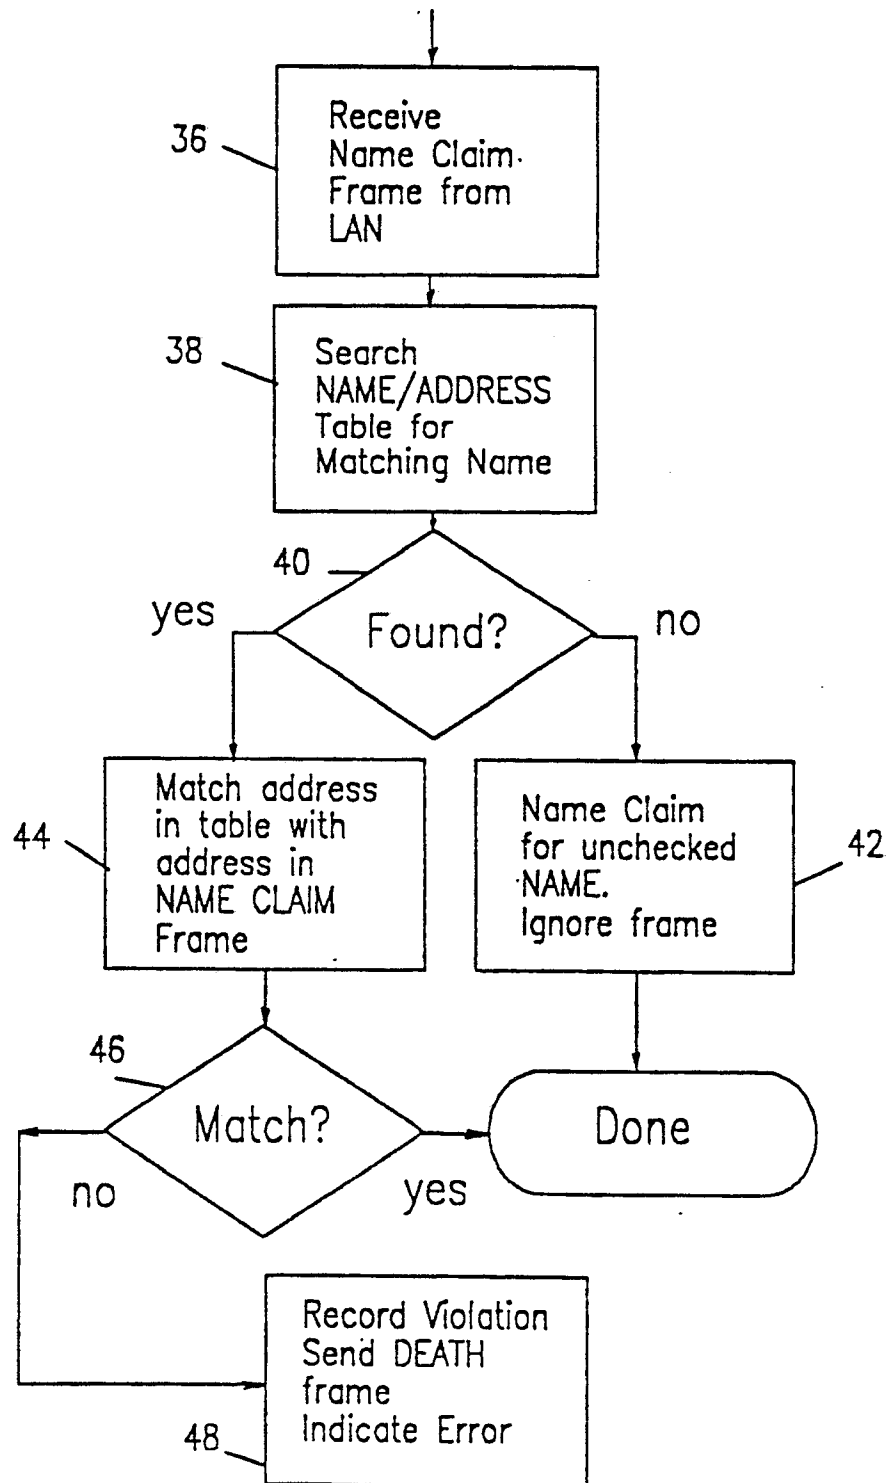 36
Receive
Name Claim
Frame from
LAN
38
Search
NAME/ADDRESS
Table for
Matching Name
40
yes
Found?
no
44
Match address
in table with
address in
NAME CLAIM
Frame
Name Claim
for unchecked
NAME.
Ignore frame
42
46
Match?
no
yes
Done
Record Violation
Send DEATH
frame
Indicate Error
48